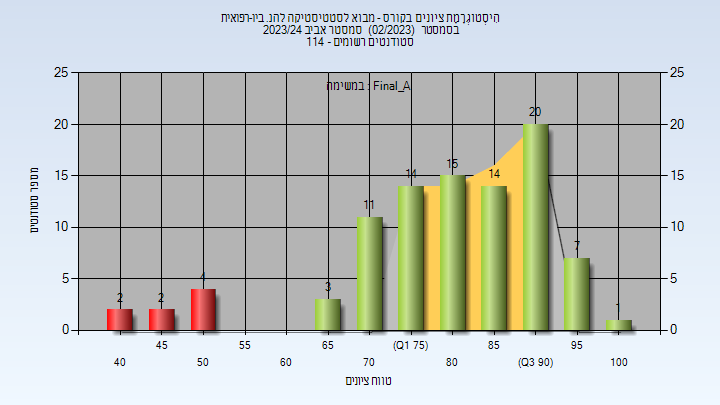 היסטוגרמת ציונים בקורס - מבוא לסטטיסטיקה להנ. ביו-רפואית
בסמסטר (02/2023) סמסטר אביב 2023/24
סטודנטים רשומים - 114
במשימה : Final_A
מספר סטודנטים
25 25
20 20
15 15
10 10
5 5
0 0
2 2 4 3 11 14 15 14 20 7 1
40 45 50 55 60 65 70 (Q1 75) 80 85 (Q3 90) 95 100
טווח ציונים